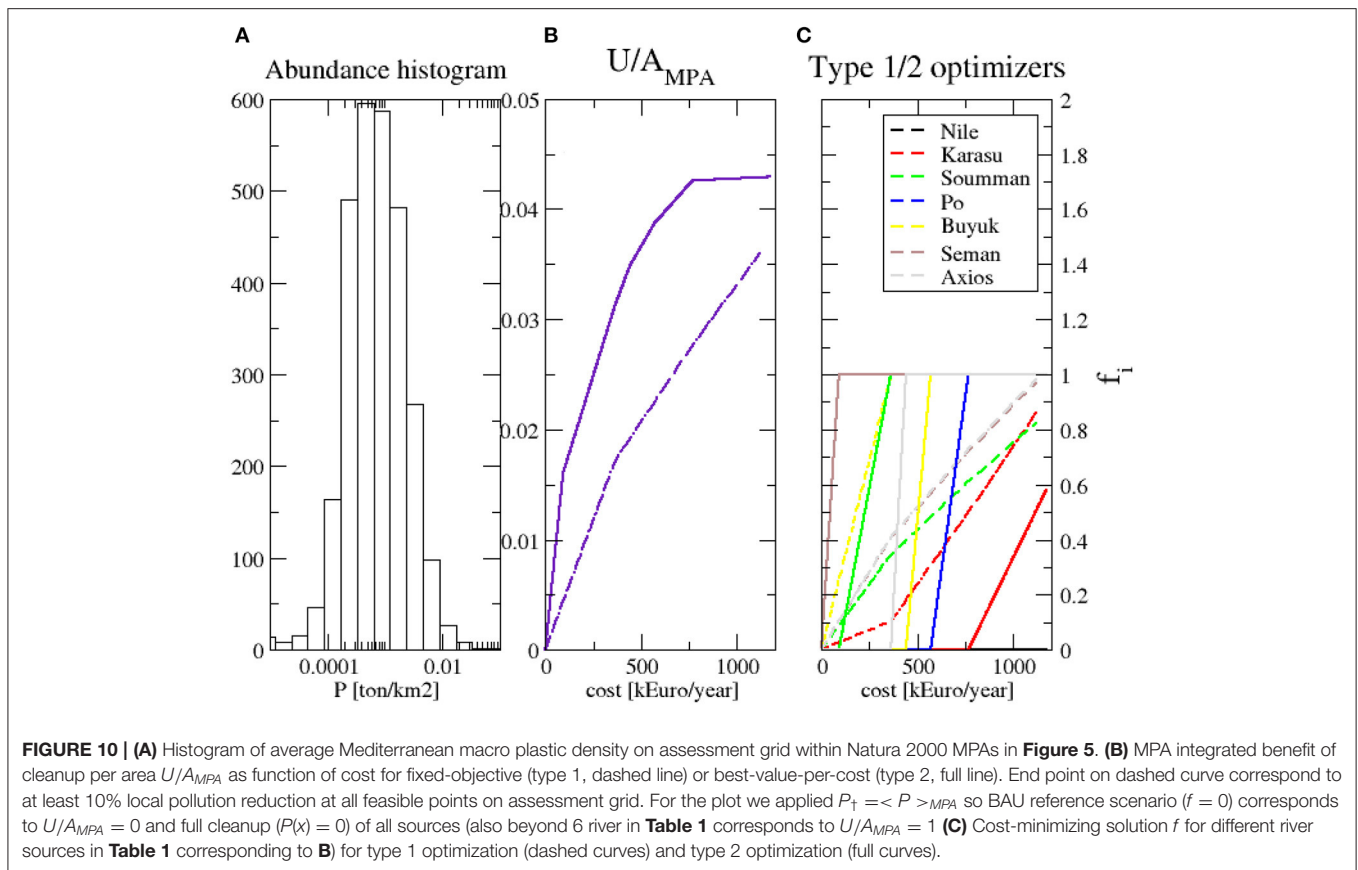 A
B
C
Abundance histogram
U/A_MPA
Type 1/2 optimizers
600
500
400
300
200
100
0
0.0001
0.01
P [ton/km2]
0.05
0.04
0.03
0.02
0.01
0
0
500
1000
cost [kEuro/year]
Nile
Karasu
Soumman
Po
Buyuk
Seman
Axios
2
1.8
1.6
1.4
1.2
1
0.8
0.6
0.4
0.2
0
f_i
0
500
1000
cost [kEuro/year]
FIGURE 10 | (A) Histogram of average Mediterranean macro plastic density on assessment grid within Natura 2000 MPAs in Figure 5. (B) MPA integrated benefit of
cleanup per area U/A_MPA as function of cost for fixed-objective (type 1, dashed line) or best-value-per-cost (type 2, full line). End point on dashed curve correspond to
at least 10% local pollution reduction at all feasible points on assessment grid. For the plot we applied P† =< P >MPA so BAU reference scenario (f = 0) corresponds
to U/A_MPA = 0 and full cleanup (P(x) = 0) of all sources (also beyond 6 river in Table 1 corresponds to U/A_MPA = 1 (C) Cost-minimizing solution f for different river
sources in Table 1 corresponding to B) for type 1 optimization (dashed curves) and type 2 optimization (full curves).